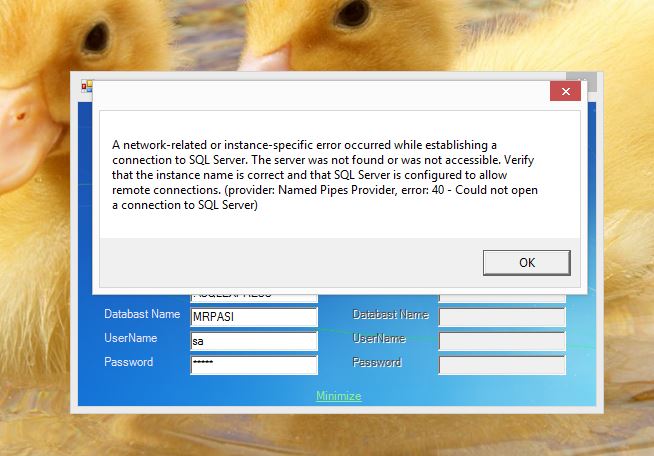 A network-related or instance-specific error occurred while establishing a
connection to SQL Server. The server was not found or was not accessible. Verify
that the instance name is correct and that SQL Server is configured to allow
remote connections. (provider: Named Pipes Provider, error: 40 - Could not open
a connection to SQL Server)
OK
Databast Name MRPASI Databast Name
UserName sa UserName
Password ***** Password
Minimize